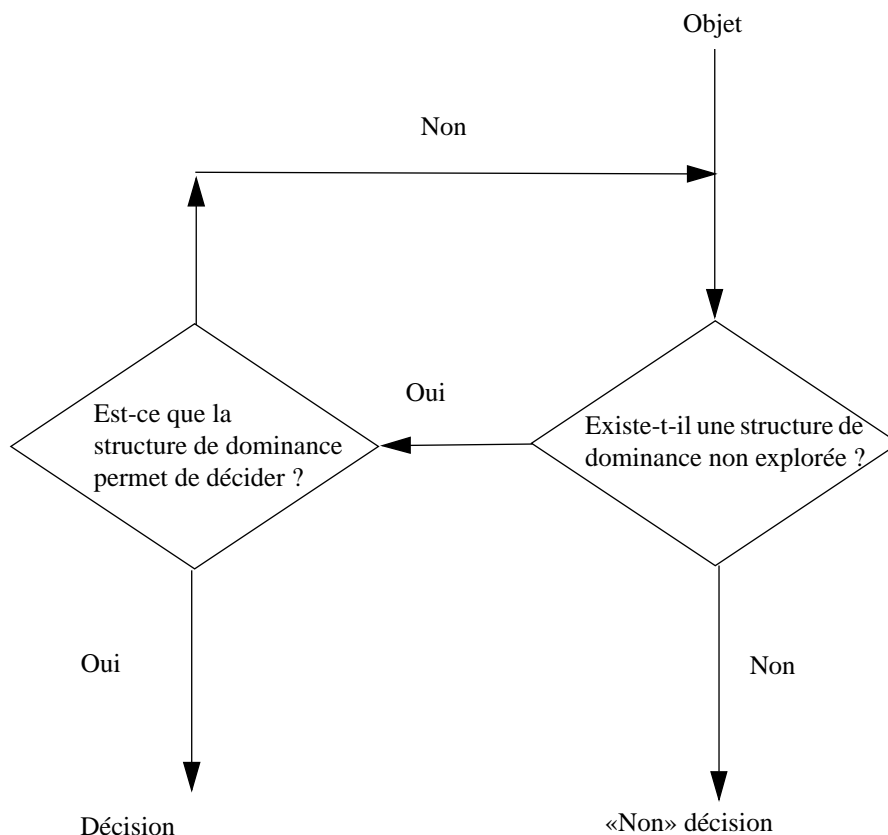 Objet
Non
Oui
Est-ce que la
structure de dominance
permet de décider ?
Existe-t-il une structure de
dominance non explorée ?
Oui
Non
Décision
«Non» décision